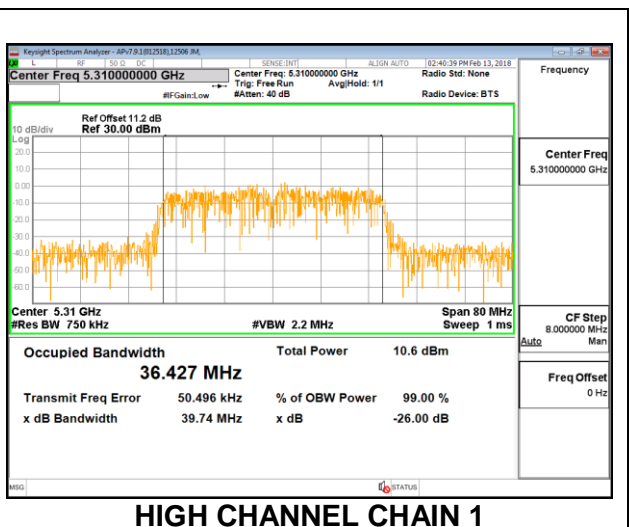 Keysight Spectrum Analyzer - APv7.9.1(012518),12506 JM,
L RF 50 Ω DC SENSE:INT ALIGN AUTO 02:40:39 PM Feb 13, 2018
Center Freq 5.310000000 GHz
Center Freq: 5.310000000 GHz
Radio Std: None
Trig: Free Run
Avg|Hold: 1/1
#IFGain:Low
#Atten: 40 dB
Radio Device: BTS
Frequency
Ref Offset 11.2 dB
10 dB/div Ref 30.00 dBm
Log
20.0
10.0
0.00
-10.0
-20.0
-30.0
-40.0
-50.0
-60.0
Center 5.31 GHz Span 80 MHz
#Res BW 750 kHz #VBW 2.2 MHz Sweep 1 ms
Center Freq
5.310000000 GHz
CF Step
8.000000 MHz
Auto Man
Freq Offset
0 Hz
Occupied Bandwidth Total Power 10.6 dBm
36.427 MHz
Transmit Freq Error 50.496 kHz % of OBW Power 99.00 %
x dB Bandwidth 39.74 MHz x dB -26.00 dB
MSG STATUS
HIGH CHANNEL CHAIN 1